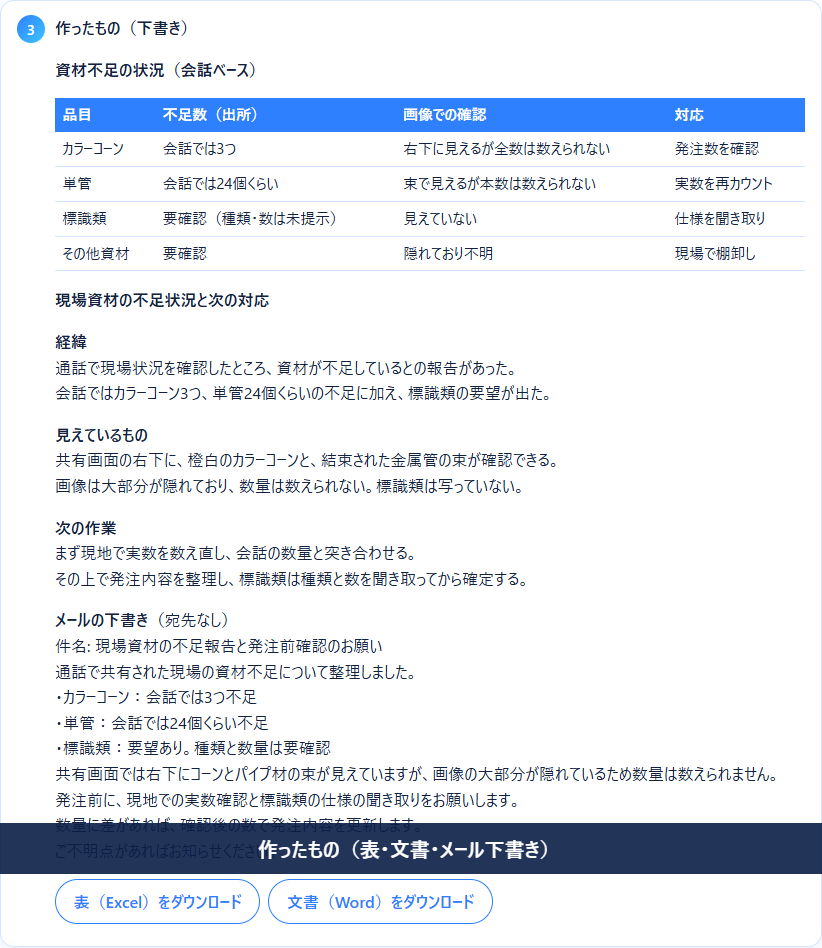 3 作ったもの（下書き）
資材不足の状況（会話ベース）
品目 不足数（出所） 画像での確認 対応
カラーコーン 会話では3つ 右下に見えるが全数は数えられない 発注数を確認
単管 会話では24個くらい 束で見えるが本数は数えられない 実数を再カウント
標識類 要確認（種類・数は未提示） 見えていない 仕様を聞き取り
その他資材 要確認 隠れており不明 現場で棚卸し
現場資材の不足状況と次の対応
経緯
通話で現場状況を確認したところ、資材が不足しているとの報告があった。
会話ではカラーコーン3つ、単管24個くらいの不足に加え、標識類の要望が出た。
見えているもの
共有画面の右下に、橙白のカラーコーンと、結束された金属管の束が確認できる。
画像は大部分が隠れており、数量は数えられない。標識類は写っていない。
次の作業
まず現地で実数を数え直し、会話の数量と突き合わせる。
その上で発注内容を整理し、標識類は種類と数を聞き取ってから確定する。
メールの下書き（宛先なし）
件名: 現場資材の不足報告と発注前確認のお願い
通話で共有された現場の資材不足について整理しました。
・カラーコーン：会話では3つ不足
・単管：会話では24個くらい不足
・標識類：要望あり。種類と数量は要確認
共有画面では右下にコーンとパイプ材の束が見えていますが、画像の大部分が隠れているため数量は数えられません。
発注前に、現地での実数確認と標識類の仕様の聞き取りをお願いします。
数量に差があれば、確認後の数で発注内容を更新します。
ご不明点があればお知らせくださ
作ったもの（表・文書・メール下書き）
表（Excel）をダウンロード 文書（Word）をダウンロード